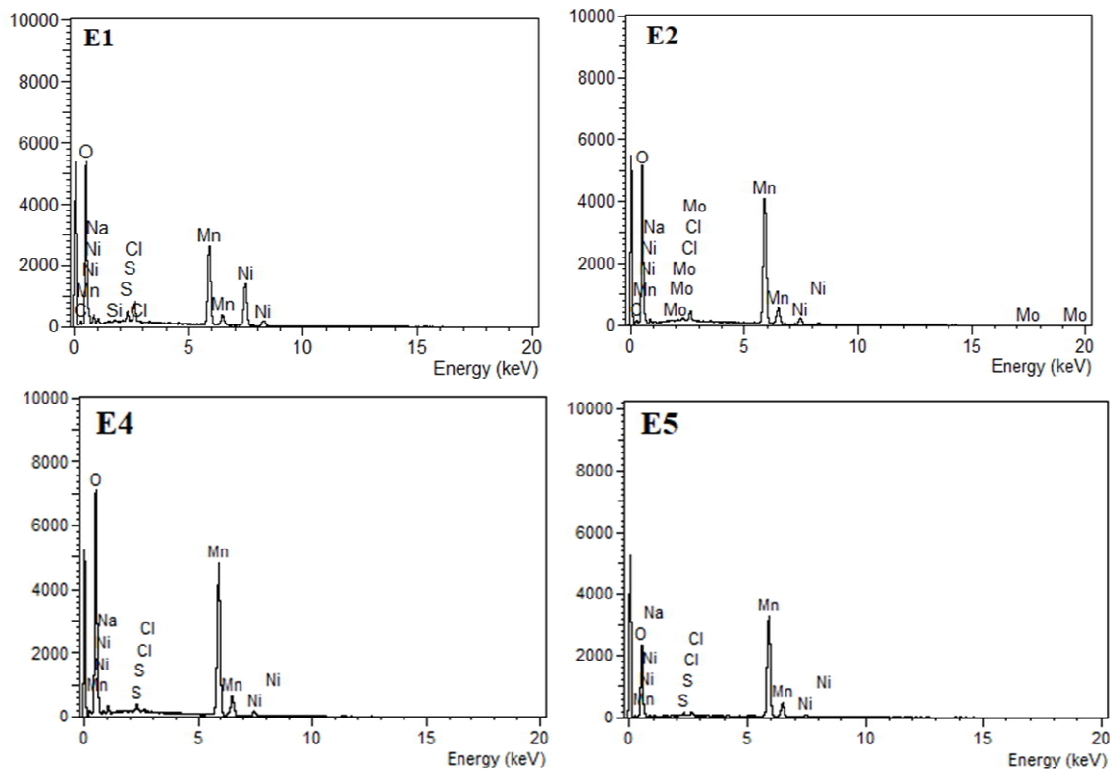 E1
10000
8000
6000
4000
2000
0
O
Na
Ni
Ni
Mn
Cl
S
S
Si
Cl
Mn
Mn
Ni
Ni
0 5 10 15 20
Energy (keV)
E2
10000
8000
6000
4000
2000
0
O
Na
Ni
Ni
Mn
Mo
Cl
Cl
Mo
Mo
Mo
Mn
Mn
Ni
Ni
Mo Mo
0 5 10 15 20
Energy (keV)
E4
10000
8000
6000
4000
2000
0
O
Na
Ni
Ni
Mn
Cl
Cl
S
S
Mn
Mn
Ni
Ni
0 5 10 15 20
Energy (keV)
E5
10000
8000
6000
4000
2000
0
Na
O
Ni
Ni
Mn
Cl
Cl
S
S
Mn
Mn
Ni
Ni
0 5 10 15 20
Energy (keV)